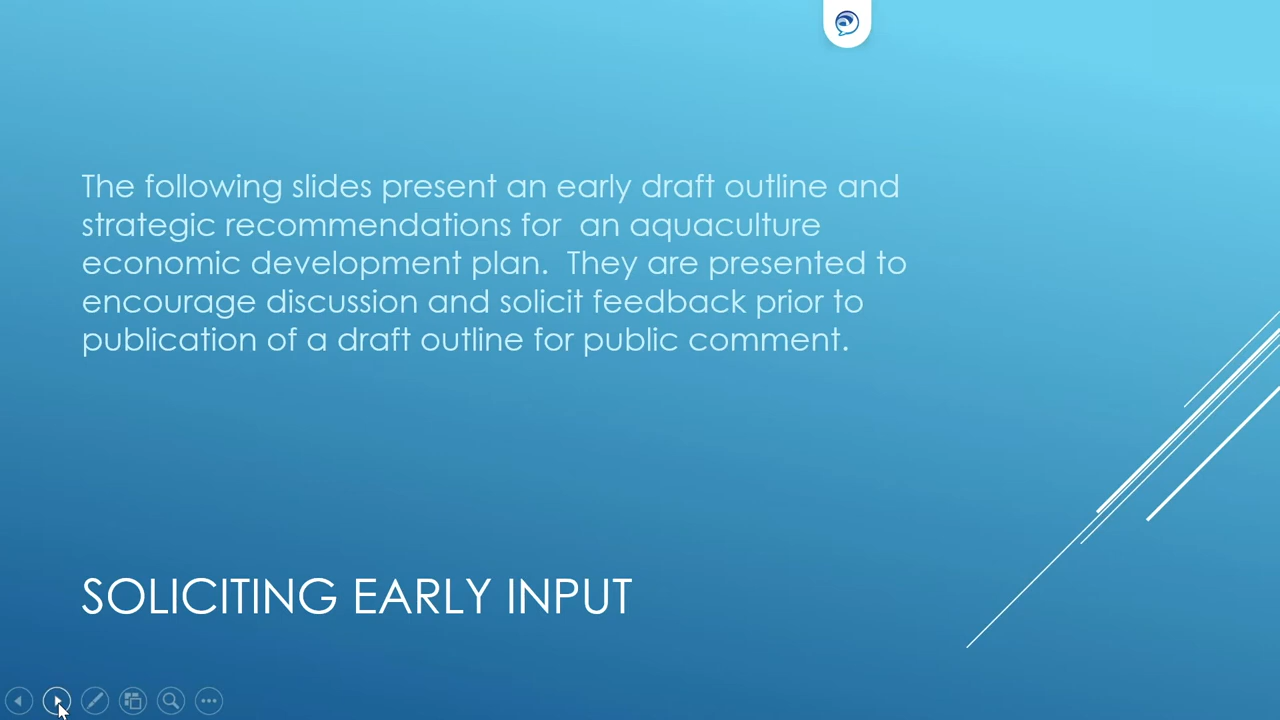 The following slides present an early draft outline and
strategic recommendations for  an aquaculture
economic development plan.  They are presented to
encourage discussion and solicit feedback prior to
publication of a draft outline for public comment.
SOLICITING EARLY INPUT